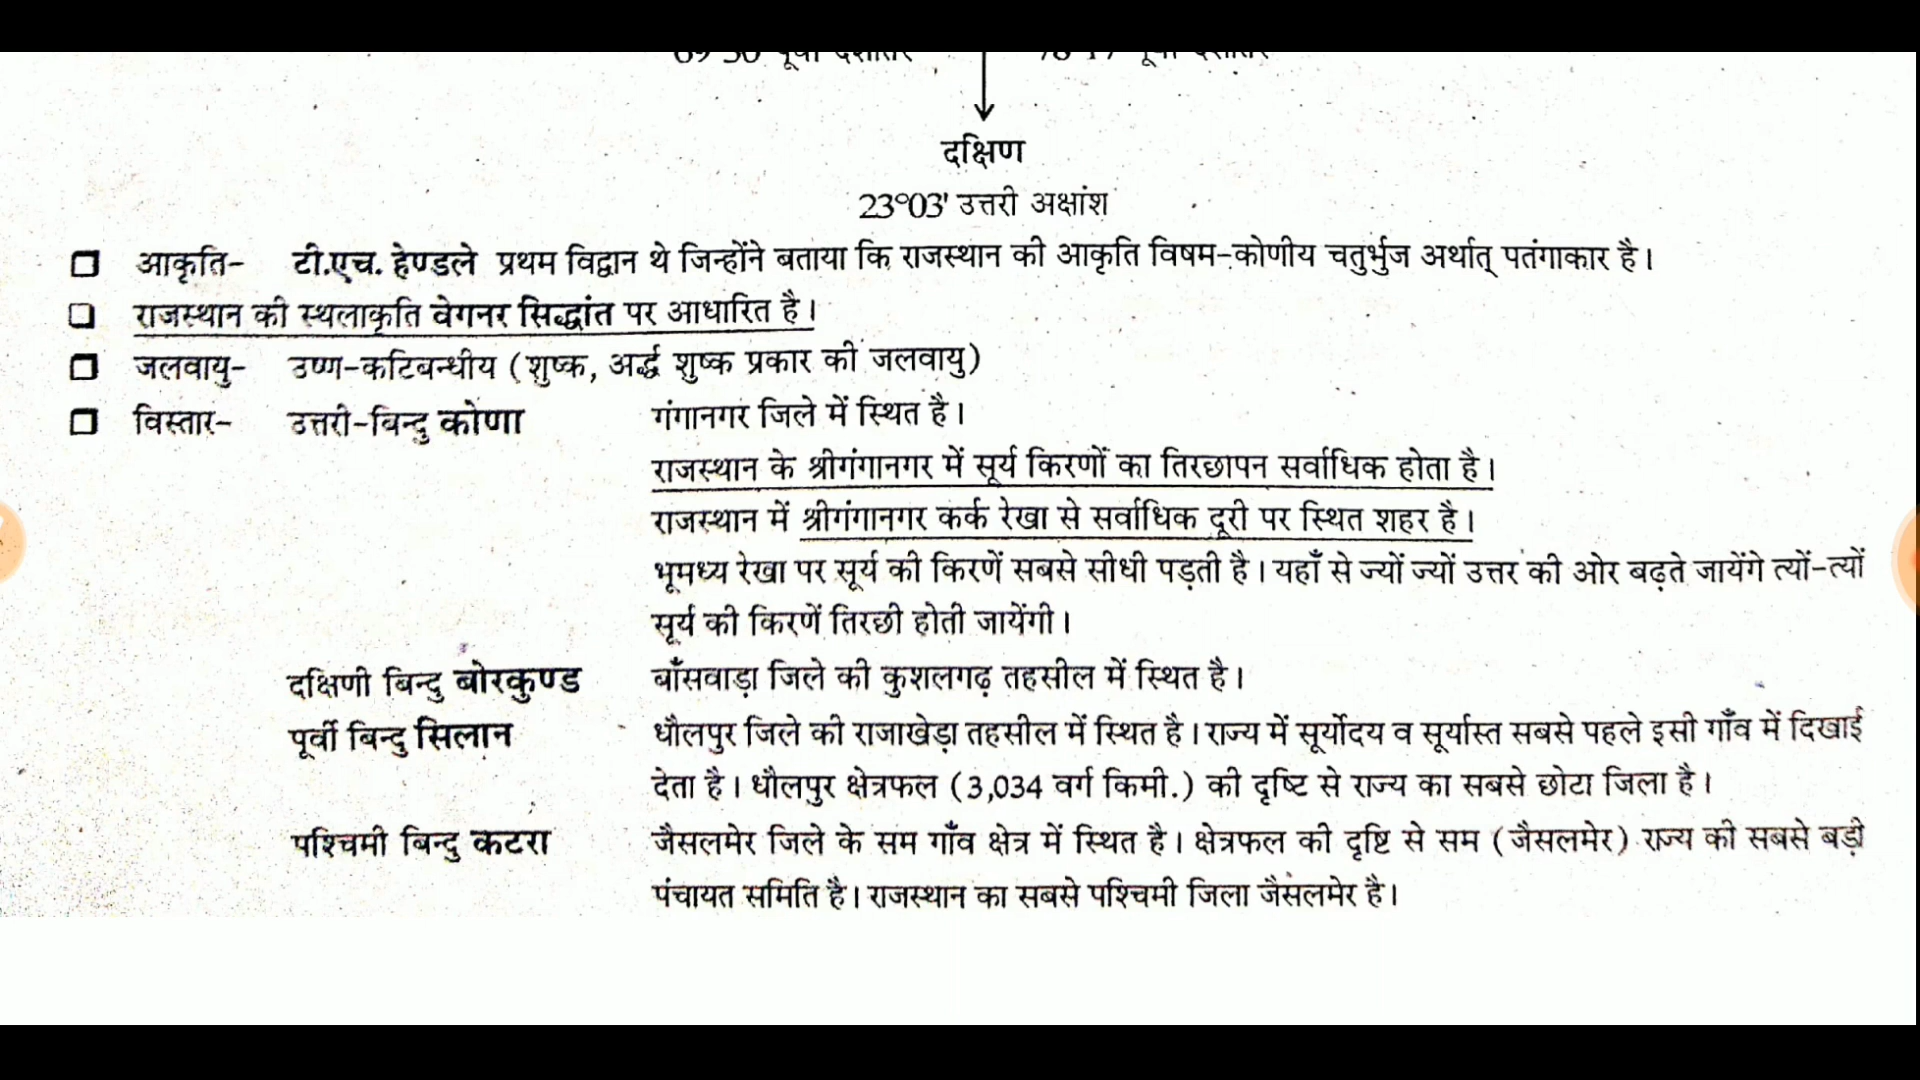 दक्षिण
23°03' उत्तरी अक्षांश
आकृति- टी.एच. हेण्डले प्रथम विद्वान थे जिन्होंने बताया कि राजस्थान की आकृति विषम-कोणीय चतुर्भुज अर्थात् पतंगाकार है।
राजस्थान की स्थलाकृति वेगनर सिद्धांत पर आधारित है।
जलवायु- उष्ण-कटिबन्धीय (शुष्क, अर्द्ध शुष्क प्रकार की जलवायु)
विस्तार- उत्तरी-बिन्दु कोणा गंगानगर जिले में स्थित है।
राजस्थान के श्रीगंगानगर में सूर्य किरणों का तिरछापन सर्वाधिक होता है।
राजस्थान में श्रीगंगानगर कर्क रेखा से सर्वाधिक दूरी पर स्थित शहर है।
भूमध्य रेखा पर सूर्य की किरणें सबसे सीधी पड़ती है। यहाँ से ज्यों ज्यों उत्तर की ओर बढ़ते जायेंगे त्यों-त्यों
सूर्य की किरणें तिरछी होती जायेंगी।
दक्षिणी बिन्दु बोरकुण्ड बाँसवाड़ा जिले की कुशलगढ़ तहसील में स्थित है।
पूर्वी बिन्दु सिलान धौलपुर जिले की राजाखेड़ा तहसील में स्थित है। राज्य में सूर्योदय व सूर्यास्त सबसे पहले इसी गाँव में दिखाई
देता है। धौलपुर क्षेत्रफल (3,034 वर्ग किमी.) की दृष्टि से राज्य का सबसे छोटा जिला है।
पश्चिमी बिन्दु कटरा जैसलमेर जिले के सम गाँव क्षेत्र में स्थित है। क्षेत्रफल की दृष्टि से सम (जैसलमेर) राज्य की सबसे बड़ी
पंचायत समिति है। राजस्थान का सबसे पश्चिमी जिला जैसलमेर है।